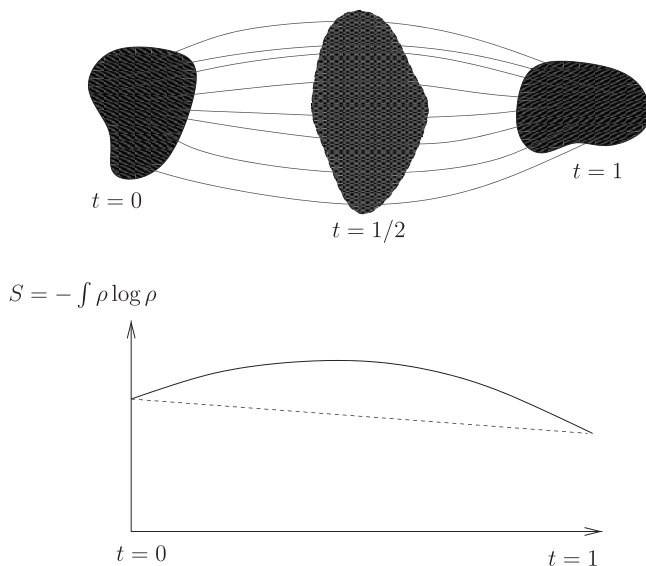 t = 0
t = 1/2
t = 1
S = − ∫ ρ log ρ
t = 0
t = 1